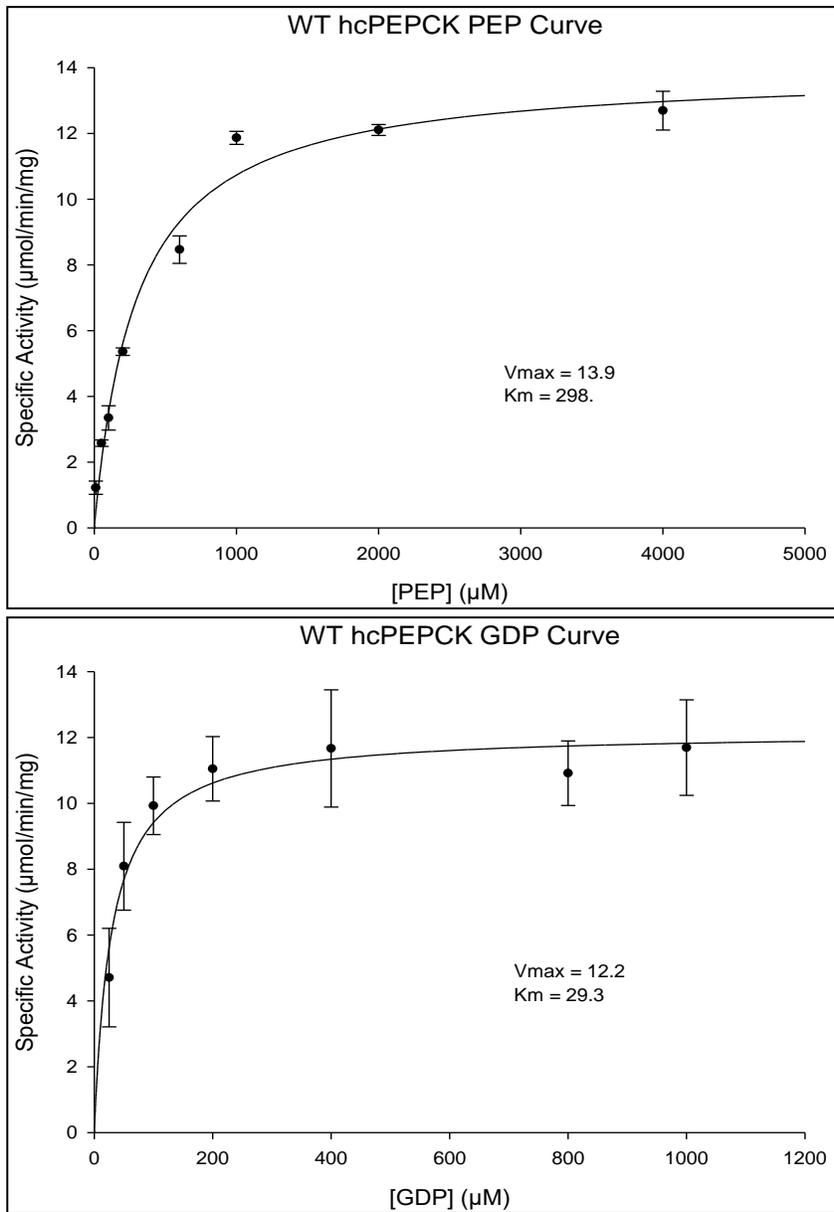 WT hcPEPCK PEP Curve
14
12
10
8
6
4
2
0
Specific Activity (µmol/min/mg)
Vmax = 13.9
Km = 298.
0 1000 2000 3000 4000 5000
[PEP] (µM)
WT hcPEPCK GDP Curve
14
12
10
8
6
4
2
0
Specific Activity (µmol/min/mg)
Vmax = 12.2
Km = 29.3
0 200 400 600 800 1000 1200
[GDP] (µM)